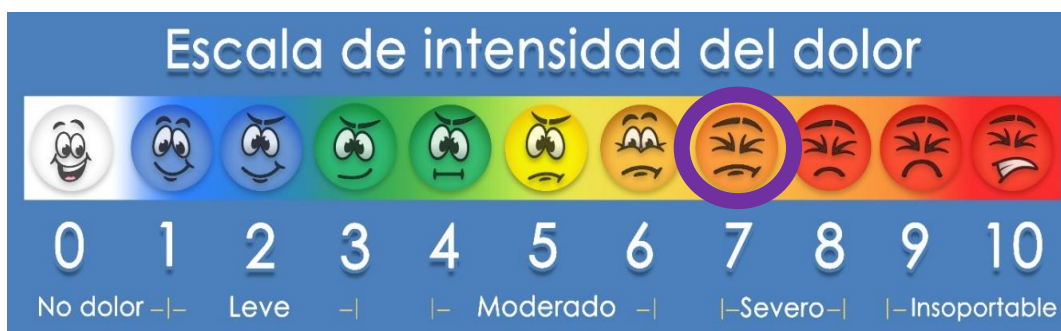 Escala de intensidad del dolor
0 1 2 3 4 5 6 7 8 9 10
No dolor -|- Leve -| |- Moderado -| |-Severo-| |-Insoportable